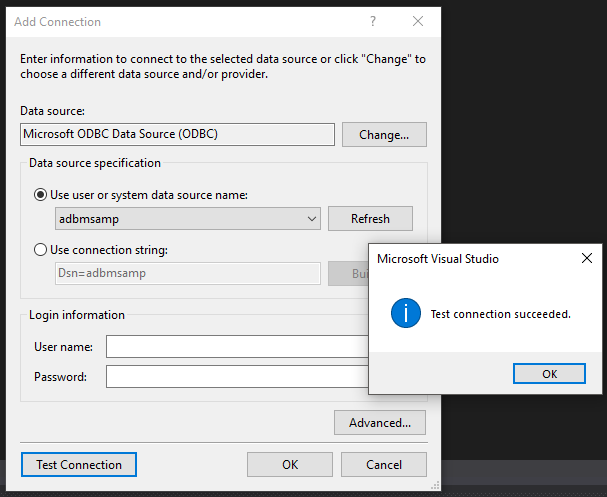 Add Connection
?
Enter information to connect to the selected data source or click "Change" to
choose a different data source and/or provider.
Data source:
Microsoft ODBC Data Source (ODBC)
Change...
Data source specification
Use user or system data source name:
adbmsamp
Refresh
Use connection string:
Dsn=adbmsamp
Bui
Microsoft Visual Studio
Test connection succeeded.
OK
Login information
User name:
Password:
Advanced...
Test Connection
OK
Cancel